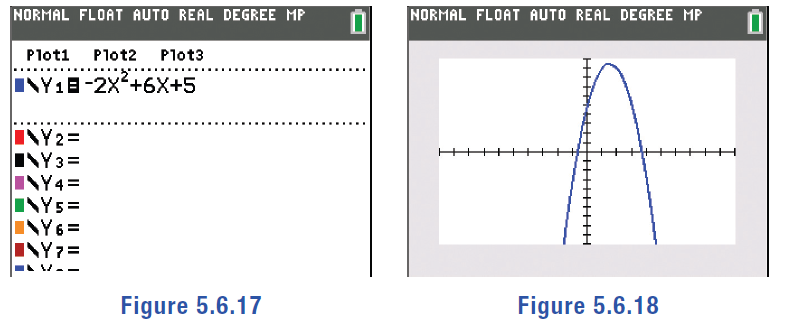 NORMAL FLOAT AUTO REAL DEGREE MP
Plot1 Plot2 Plot3
\Y₁=-2X²+6X+5
\Y₂=
\Y₃=
\Y₄=
\Y₅=
\Y₆=
\Y₇=
Figure 5.6.17
NORMAL FLOAT AUTO REAL DEGREE MP
Figure 5.6.18